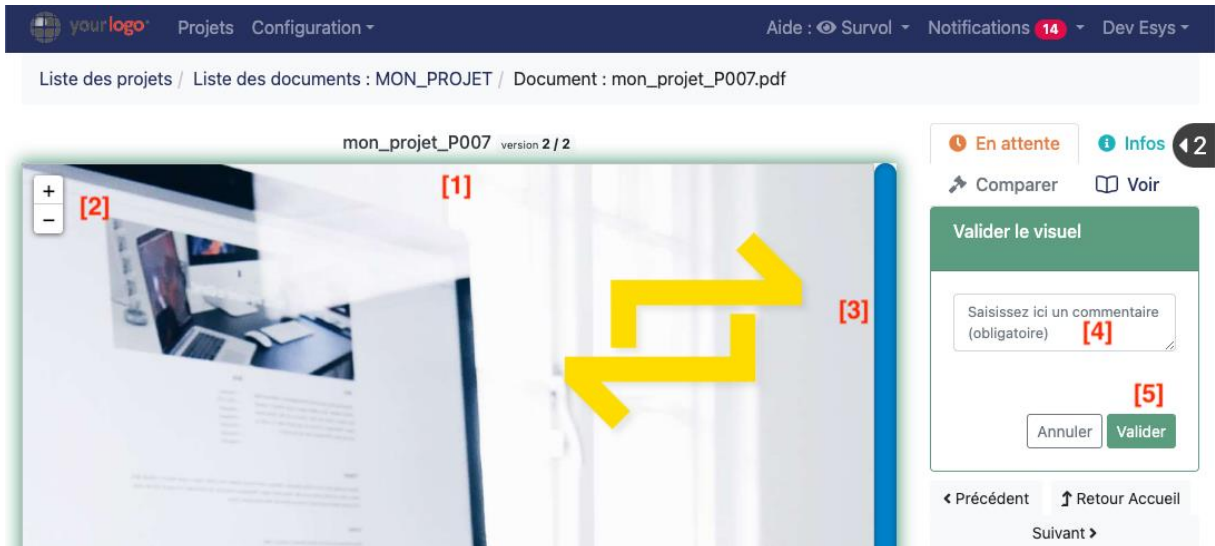 yourlogo Projets Configuration Aide : Survol Notifications 14 Dev Esys
Liste des projets / Liste des documents : MON_PROJET / Document : mon_projet_P007.pdf
mon_projet_P007 version 2 / 2
En attente Infos 2
Comparer Voir
[1]
+
[2]
−
Valider le visuel
[3]
Saisissez ici un commentaire
(obligatoire) [4]
[5]
Annuler Valider
Précédent Retour Accueil
Suivant